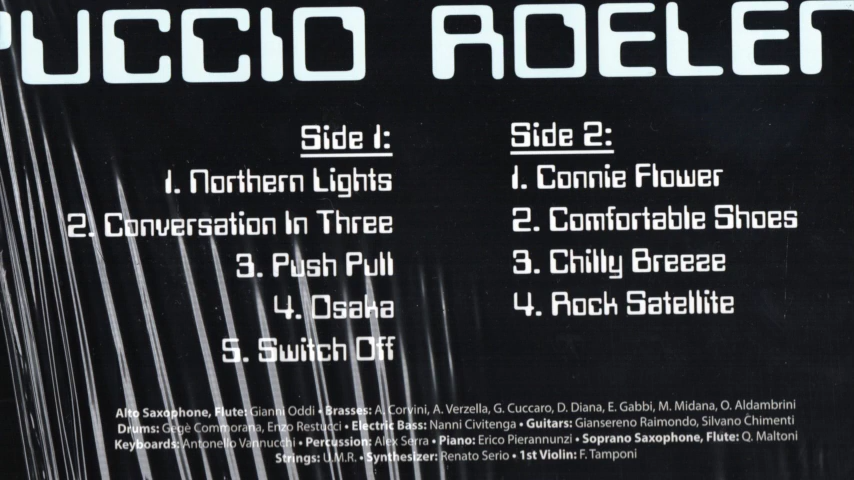 PUCCIO ROELEN
Side 1:
1. Northern Lights
2. Conversation In Three
3. Push Pull
4. Osaka
5. Switch Off
Side 2:
1. Connie Flower
2. Comfortable Shoes
3. Chilly Breeze
4. Rock Satellite
Alto Saxophone, Flute: Gianni Oddi • Brasses: A. Corvini, A. Verzella, G. Cuccaro, D. Diana, E. Gabbi, M. Midana, O. Aldambrini
Drums: Gegè Commorana, Enzo Restucci • Electric Bass: Nanni Civitenga • Guitars: Giansereno Raimondo, Silvano Čhimenti
Keyboards: Antonello Vannucchi • Percussion: Alex Serra • Piano: Erico Pierannunzi • Soprano Saxophone, Flute: Q. Maltoni
Strings: U.M.R. • Synthesizer: Renato Serio • 1st Violin: F. Tamponi